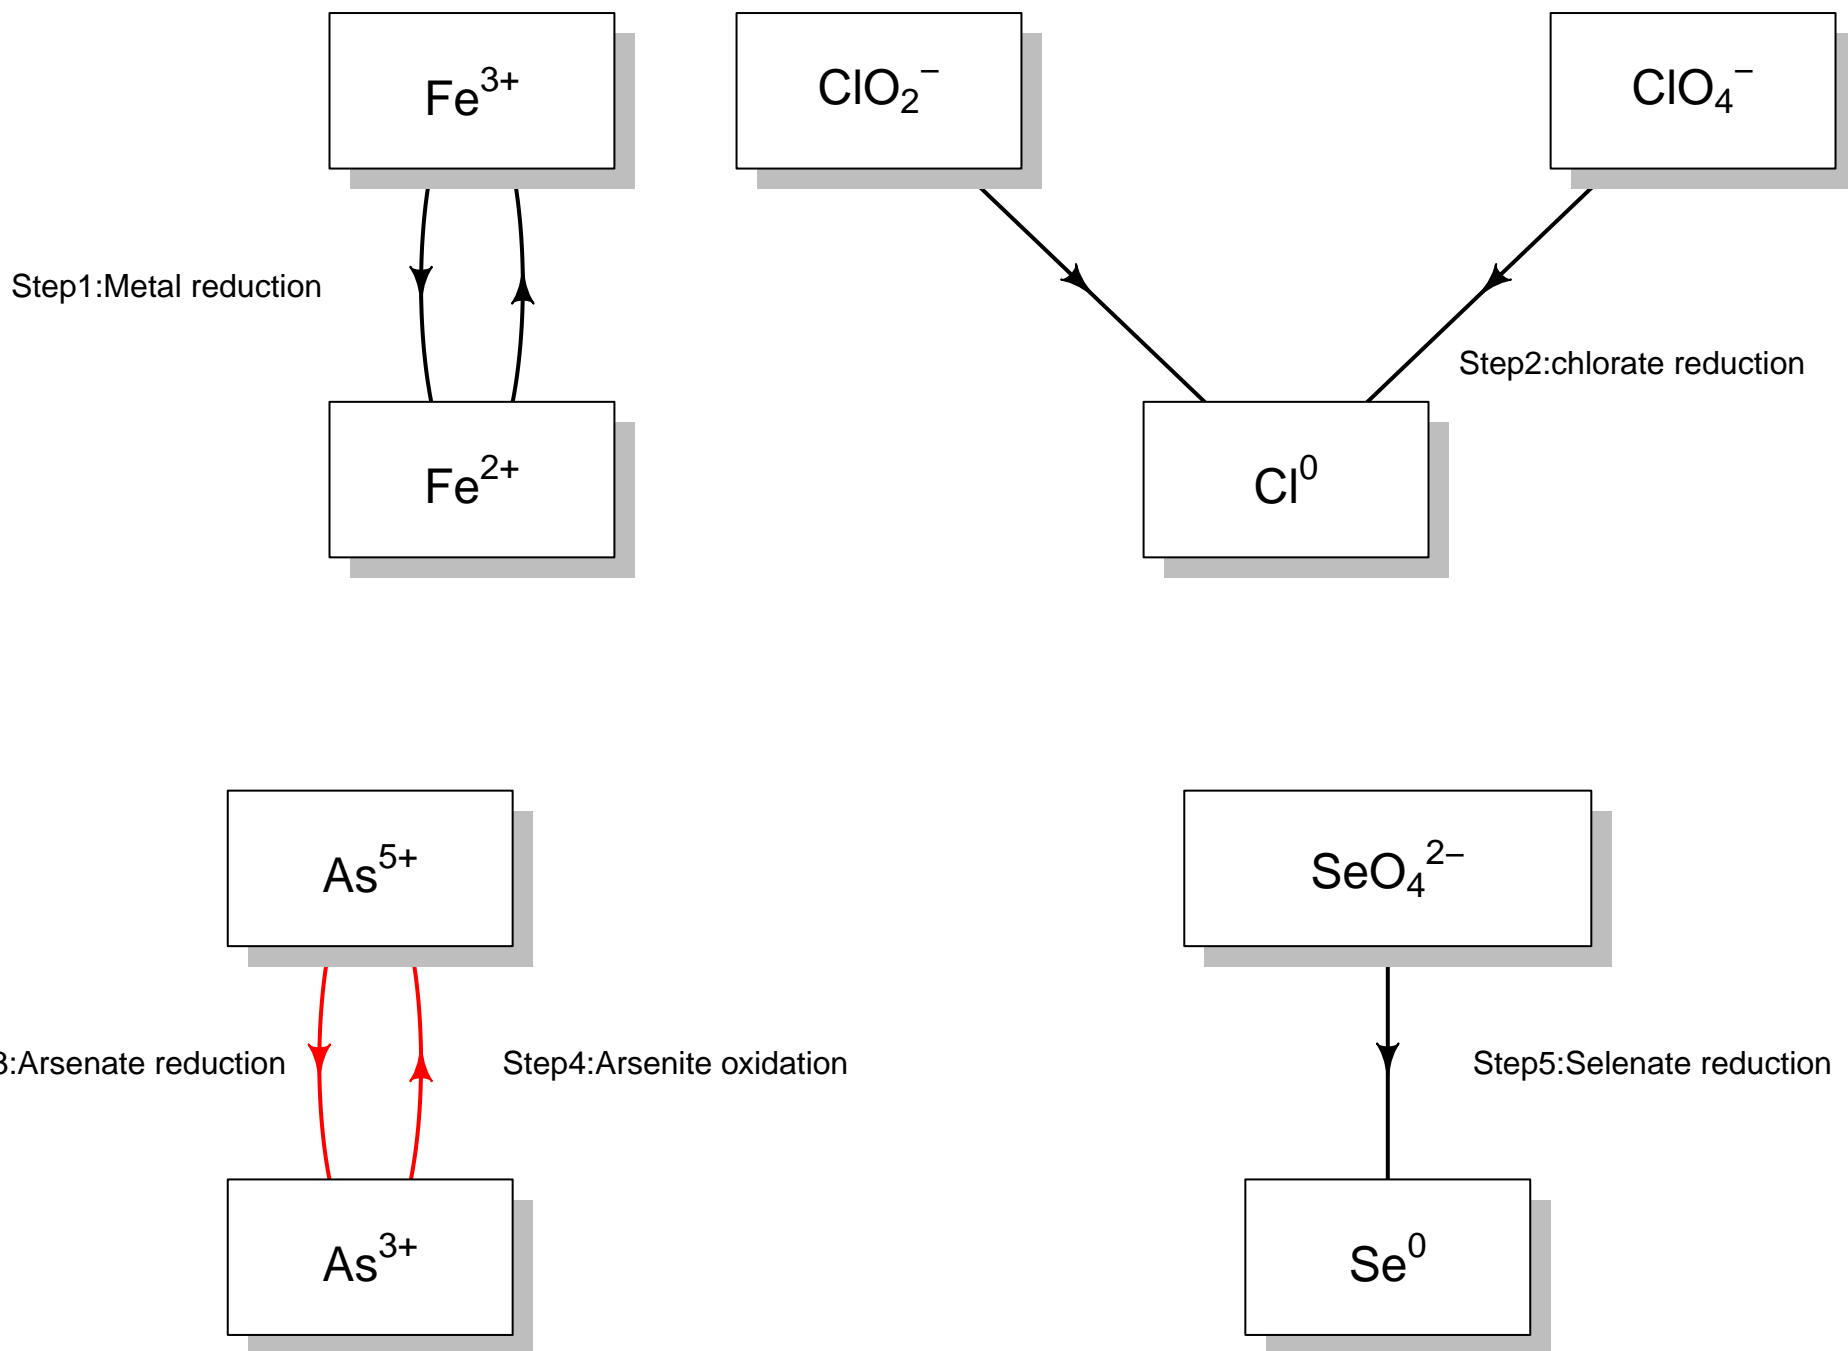 Fe³⁺
ClO₂⁻
ClO₄⁻
Step1:Metal reduction
Step2:chlorate reduction
Fe²⁺
Cl⁰
As⁵⁺
SeO₄²⁻
3:Arsenate reduction
Step4:Arsenite oxidation
Step5:Selenate reduction
As³⁺
Se⁰